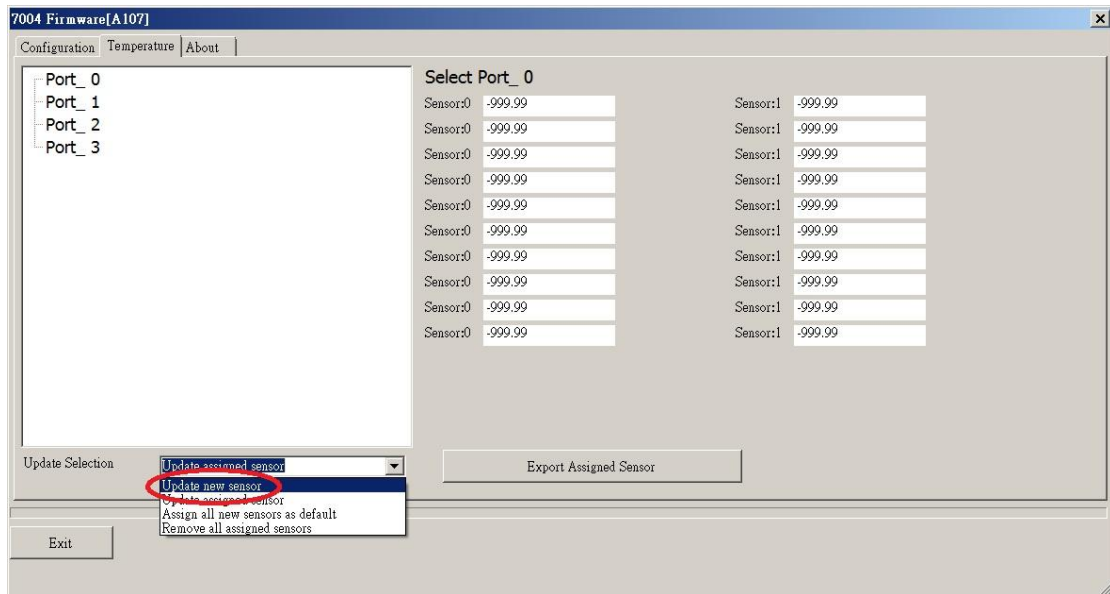 7004 Firmware[A107]
Configuration Temperature About
Port_ 0
Port_ 1
Port_ 2
Port_ 3
Select Port_ 0
Sensor:0 -999.99 Sensor:1 -999.99
Sensor:0 -999.99 Sensor:1 -999.99
Sensor:0 -999.99 Sensor:1 -999.99
Sensor:0 -999.99 Sensor:1 -999.99
Sensor:0 -999.99 Sensor:1 -999.99
Sensor:0 -999.99 Sensor:1 -999.99
Sensor:0 -999.99 Sensor:1 -999.99
Sensor:0 -999.99 Sensor:1 -999.99
Sensor:0 -999.99 Sensor:1 -999.99
Sensor:0 -999.99 Sensor:1 -999.99
Update Selection Update assigned sensor Export Assigned Sensor
Update new sensor
Update assigned sensor
Assign all new sensors as default
Remove all assigned sensors
Exit